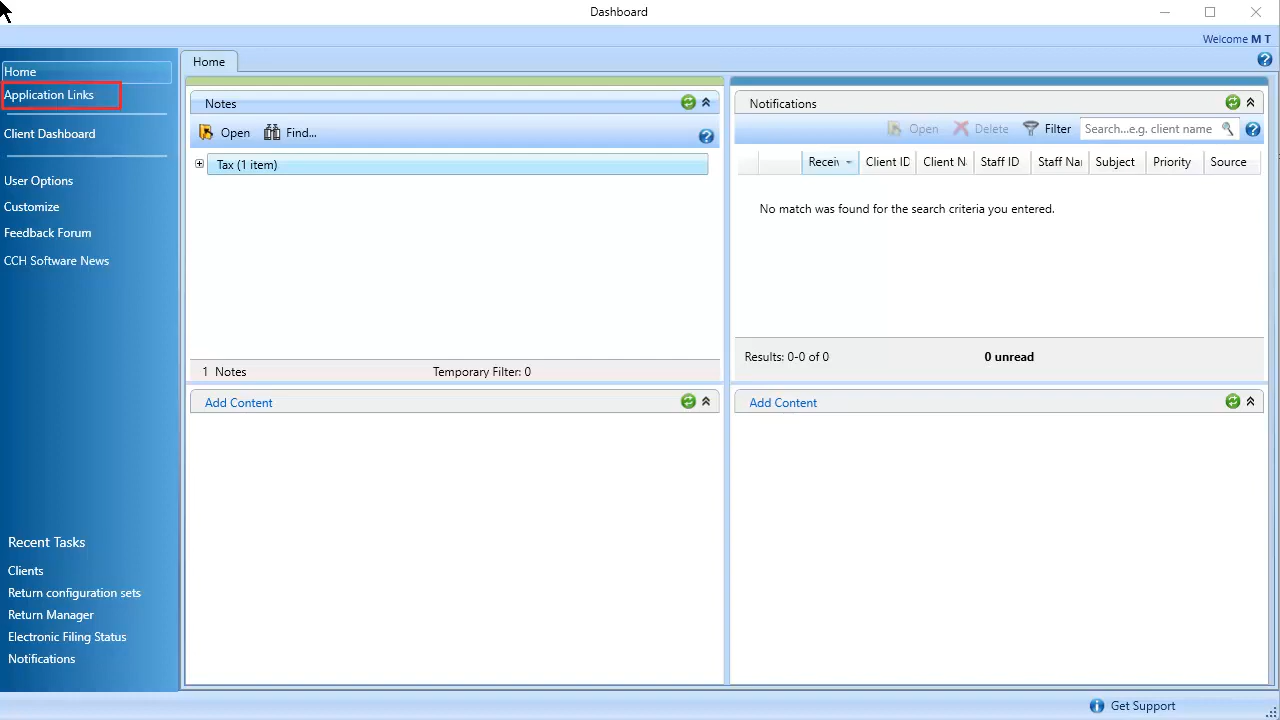 Dashboard
Welcome M T
Home
Application Links
Client Dashboard
User Options
Customize
Feedback Forum
CCH Software News
Recent Tasks
Clients
Return configuration sets
Return Manager
Electronic Filing Status
Notifications
Home
Notes
Open Find...
Tax (1 item)
1 Notes Temporary Filter: 0
Add Content
Notifications
Open Delete Filter Search...e.g. client name
Receiv Client ID Client N Staff ID Staff Nar Subject Priority Source
No match was found for the search criteria you entered.
Results: 0-0 of 0 0 unread
Add Content
Get Support